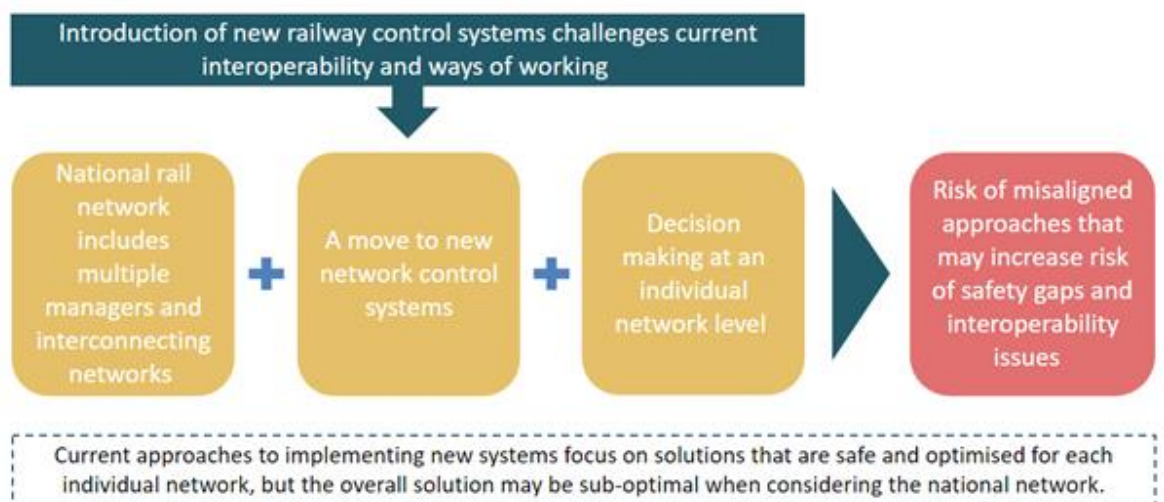 Introduction of new railway control systems challenges current
interoperability and ways of working
National rail
network
includes
multiple
managers and
interconnecting
networks
+
A move to new
network control
systems
+
Decision
making at an
individual
network level
Risk of misaligned
approaches that
may increase risk
of safety gaps and
interoperability
issues
Current approaches to implementing new systems focus on solutions that are safe and optimised for each
individual network, but the overall solution may be sub-optimal when considering the national network.